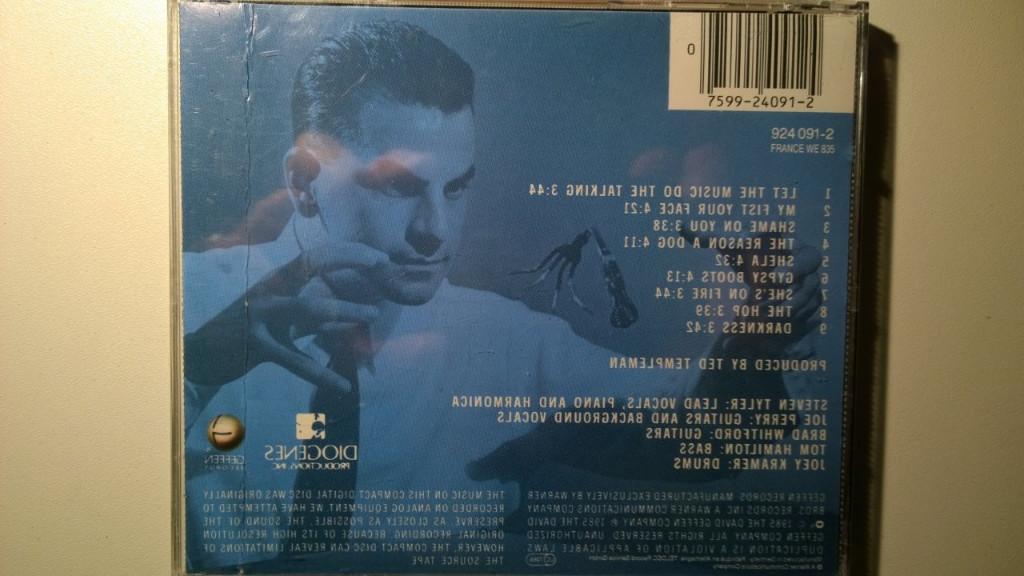 0
7599-24091-2
924 091-2
FRANCE WE 835
1 LET THE MUSIC DO THE TALKING 3:44
2 MY FIST YOUR FACE 4:21
3 SHAME ON YOU 3:38
4 THE REASON A DOG 4:11
5 SHELA 4:32
6 GYPSY BOOTS 4:13
7 SHE'S ON FIRE 3:44
8 THE HOP 3:39
9 DARKNESS 3:42
PRODUCED BY TED TEMPLEMAN
STEVEN TYLER: LEAD VOCALS, PIANO AND HARMONICA
JOE PERRY: GUITARS AND BACKGROUND VOCALS
BRAD WHITFORD: GUITARS
TOM HAMILTON: BASS
JOEY KRAMER: DRUMS
GEFFEN
RECORDS
DIOGENES
PRODUCTIONS, INC.
GEFFEN RECORDS MANUFACTURED EXCLUSIVELY BY WARNER
BROS. RECORDS INC. A WARNER COMMUNICATIONS COMPANY
© 1985 THE DAVID GEFFEN COMPANY ℗ 1985 THE DAVID
GEFFEN COMPANY ALL RIGHTS RESERVED UNAUTHORIZED
DUPLICATION IS A VIOLATION OF APPLICABLE LAWS
A Warner Communications Company
THE MUSIC ON THIS COMPACT DIGITAL DISC WAS ORIGINALLY
RECORDED ON ANALOG EQUIPMENT. WE HAVE ATTEMPTED TO
PRESERVE, AS CLOSELY AS POSSIBLE, THE SOUND OF THE
ORIGINAL RECORDING. BECAUSE OF ITS HIGH RESOLUTION
HOWEVER, THE COMPACT DISC CAN REVEAL LIMITATIONS OF
THE SOURCE TAPE